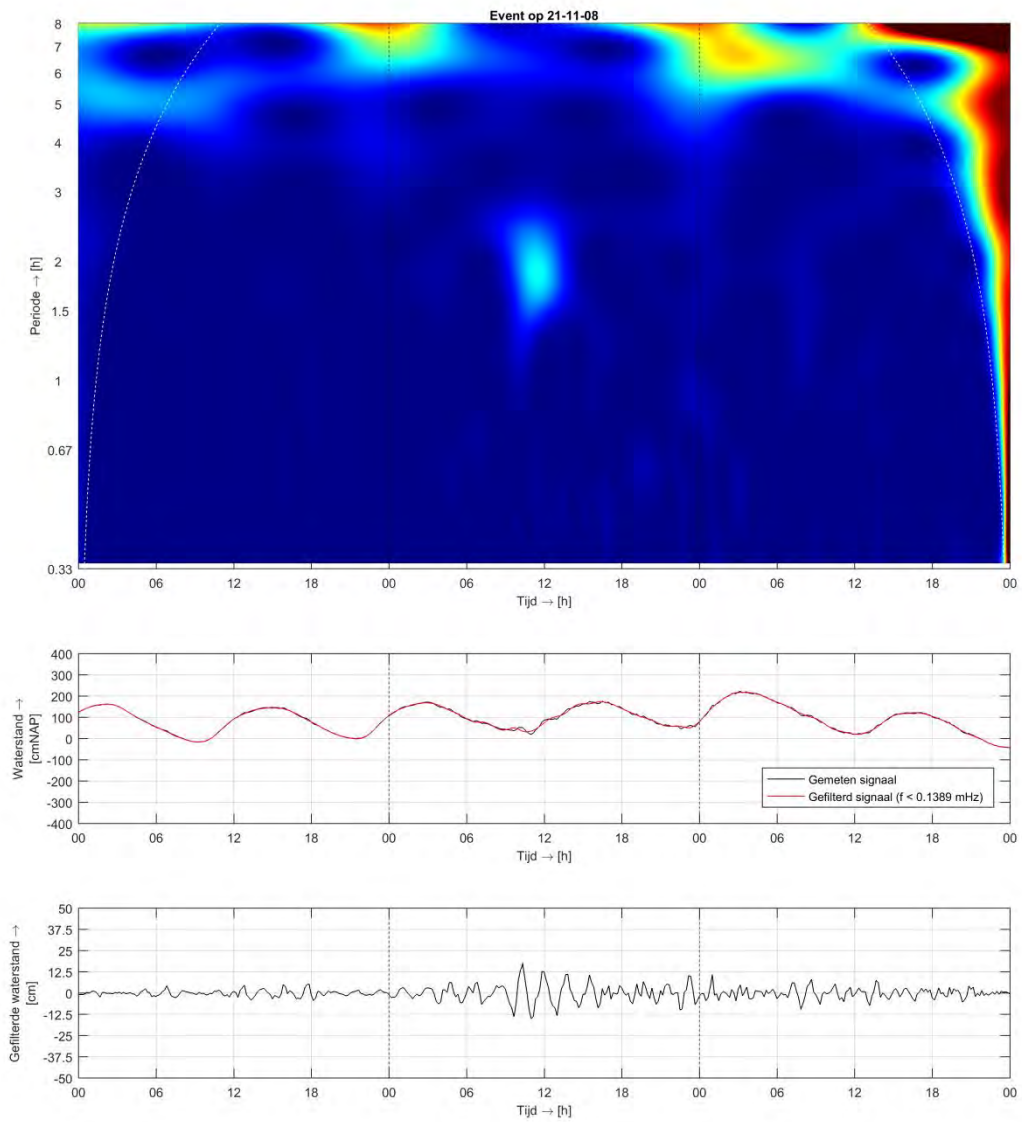 Event op 21-11-08
8
7
6
5
4
3
2
1.5
1
0.67
0.33
Periode → [h]
00 06 12 18 00 06 12 18 00 06 12 18 00
Tijd → [h]
400
300
200
100
0
-100
-200
-300
-400
Waterstand →
[cmNAP]
Gemeten signaal
Gefilterd signaal (f < 0.1389 mHz)
00 06 12 18 00 06 12 18 00 06 12 18 00
Tijd → [h]
50
37.5
25
12.5
0
-12.5
-25
-37.5
-50
Gefilterde waterstand →
[cm]
00 06 12 18 00 06 12 18 00 06 12 18 00
Tijd → [h]